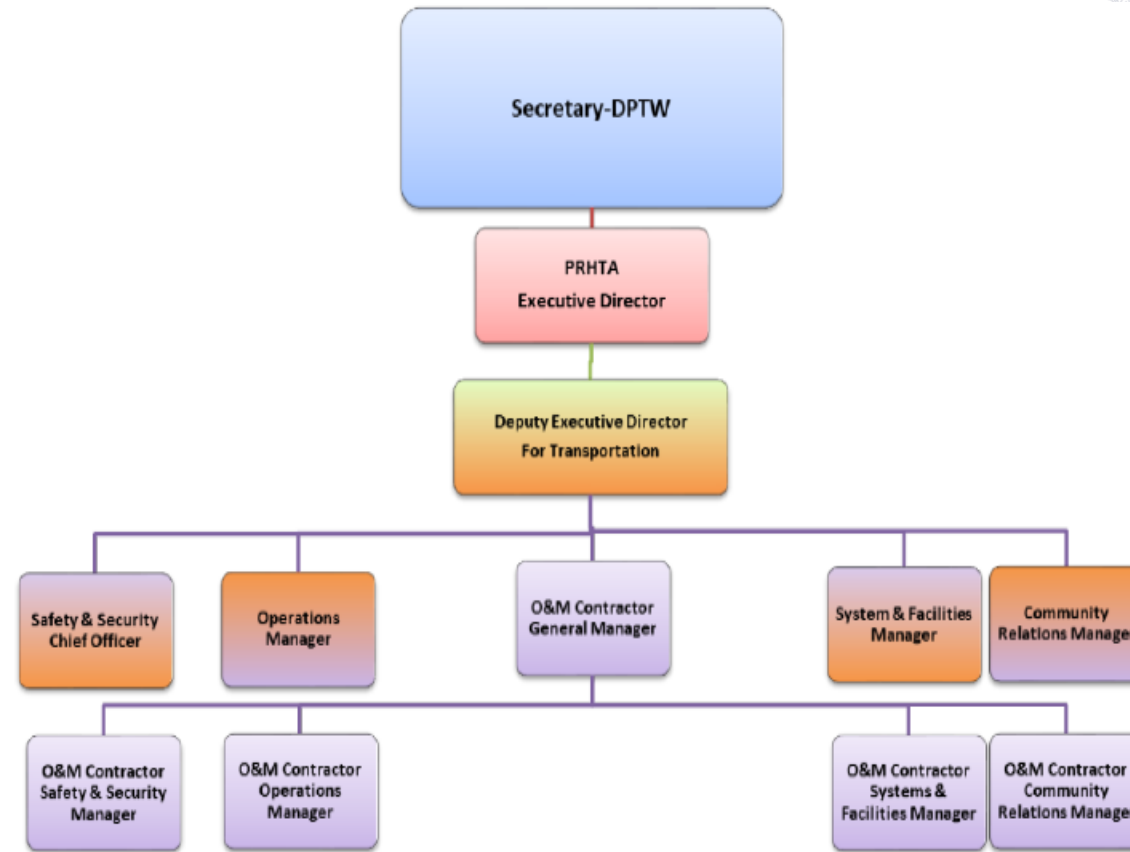 Secretary-DPTW
PRHTA
Executive Director
Deputy Executive Director
For Transportation
Safety & Security
Chief Officer
Operations
Manager
O&M Contractor
General Manager
System & Facilities
Manager
Community
Relations Manager
O&M Contractor
Safety & Security
Manager
O&M Contractor
Operations
Manager
O&M Contractor
Systems &
Facilities Manager
O&M Contractor
Community
Relations Manager